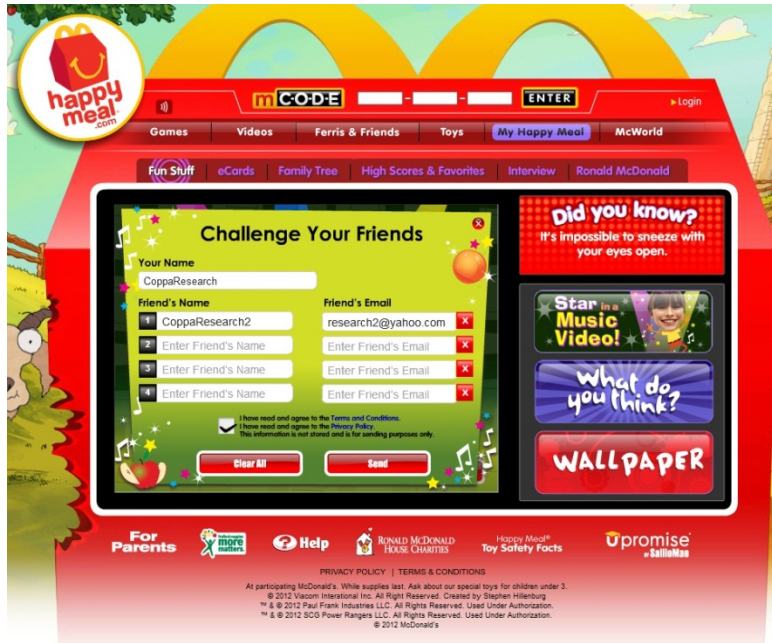 happy
meal
.com
mCODE - - ENTER
Login
Games Videos Ferris & Friends Toys My Happy Meal McWorld
Fun Stuff eCards Family Tree High Scores & Favorites Interview Ronald McDonald
Challenge Your Friends
X
Your Name
CoppaResearch
Friend's Name Friend's Email
1 CoppaResearch2 research2@yahoo.com X
2 Enter Friend's Name Enter Friend's Email X
3 Enter Friend's Name Enter Friend's Email X
4 Enter Friend's Name Enter Friend's Email X
I have read and agree to the Terms and Conditions.
I have read and agree to the Privacy Policy.
This information is not stored and is for sending purposes only.
Clear All Send
Did you know?
It's impossible to sneeze with
your eyes open.
Star in a
Music
Video!
What do
you think?
WALLPAPER
For
Parents
more
matters.
Help
RONALD MCDONALD
HOUSE CHARITIES
Happy Meal®
Toy Safety Facts
Upromise
by SallieMae
PRIVACY POLICY | TERMS & CONDITIONS
At participating McDonald's. While supplies last. Ask about our special toys for children under 3.
© 2012 Viacom Interational Inc. All Right Reserved. Created by Stephen Hillenburg
™ & © 2012 Paul Frank Industries LLC. All Rights Reserved. Used Under Authorization.
™ & © 2012 SCG Power Rangers LLC. All Rights Reserved. Used Under Authorization.
© 2012 McDonald's